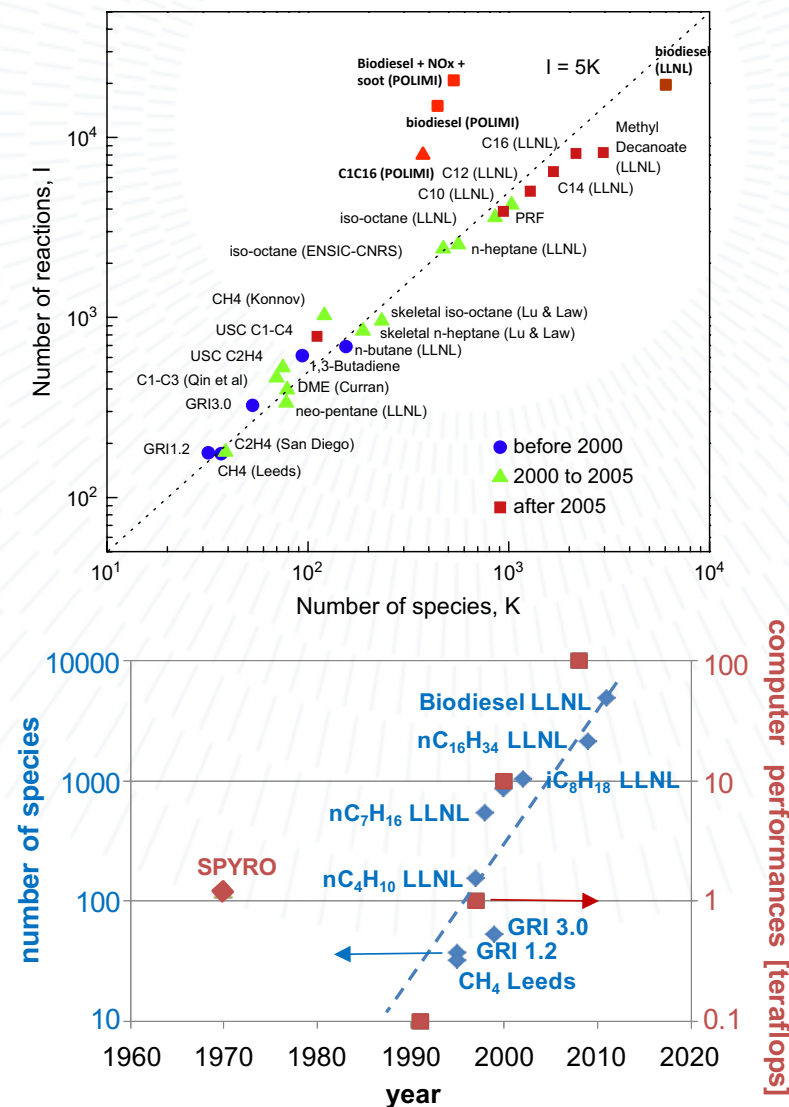 Biodiesel + NOx +
soot (POLIMI)
I = 5K
biodiesel
(LLNL)
biodiesel (POLIMI)
10⁴
C16 (LLNL)
Methyl
Decanoate
(LLNL)
C1C16 (POLIMI)
C12 (LLNL)
C14 (LLNL)
C10 (LLNL)
iso-octane (LLNL)
PRF
iso-octane (ENSIC-CNRS)
n-heptane (LLNL)
Number of reactions, I
10³
CH4 (Konnov)
skeletal iso-octane (Lu & Law)
USC C1-C4
skeletal n-heptane (Lu & Law)
n-butane (LLNL)
USC C2H4
1,3-Butadiene
C1-C3 (Qin et al)
DME (Curran)
GRI3.0
neo-pentane (LLNL)
GRI1.2
C2H4 (San Diego)
CH4 (Leeds)
before 2000
2000 to 2005
after 2005
10²
10¹ 10² 10³ 10⁴
Number of species, K
number of species
computer performances [teraflops]
10000
100
Biodiesel LLNL
nC₁₆H₃₄ LLNL
1000
10
iC₈H₁₈ LLNL
nC₇H₁₆ LLNL
SPYRO
nC₄H₁₀ LLNL
100
1
GRI 3.0
GRI 1.2
CH₄ Leeds
10
0.1
1960 1970 1980 1990 2000 2010 2020
year